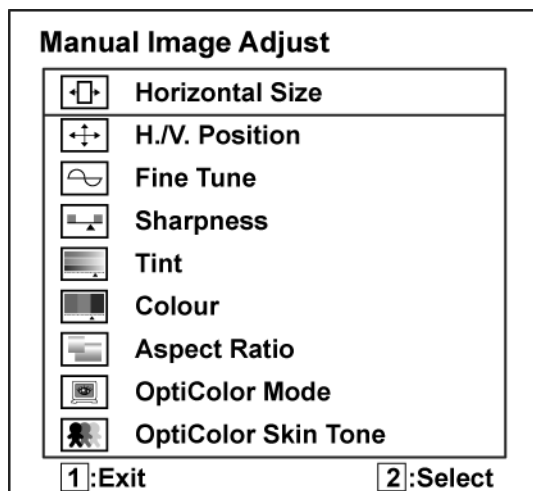 Manual Image Adjust
Horizontal Size
H./V. Position
Fine Tune
Sharpness
Tint
Colour
Aspect Ratio
OptiColor Mode
OptiColor Skin Tone
1:Exit 2:Select